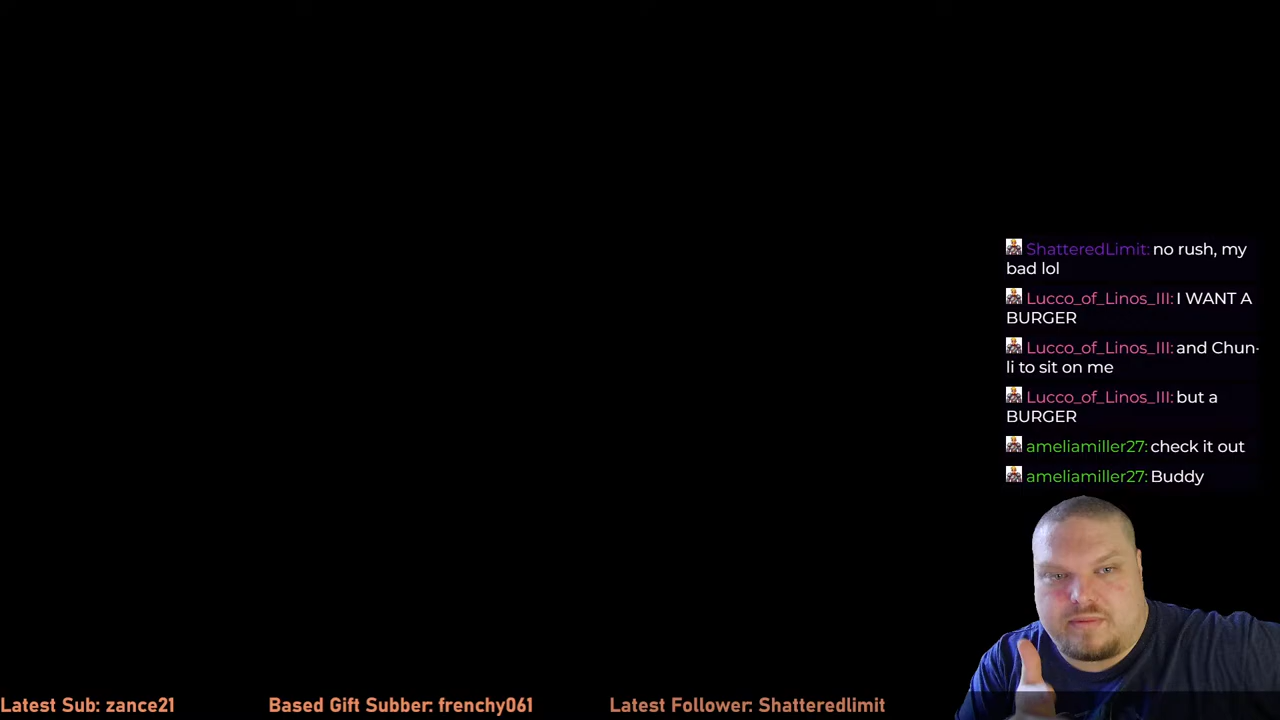 ShatteredLimit: no rush, my
bad lol
Lucco_of_Linos_III: I WANT A
BURGER
Lucco_of_Linos_III: and Chun-
li to sit on me
Lucco_of_Linos_III: but a
BURGER
ameliamiller27: check it out
ameliamiller27: Buddy
Latest Sub: zance21
Based Gift Subber: frenchy061
Latest Follower: Shatteredlimit